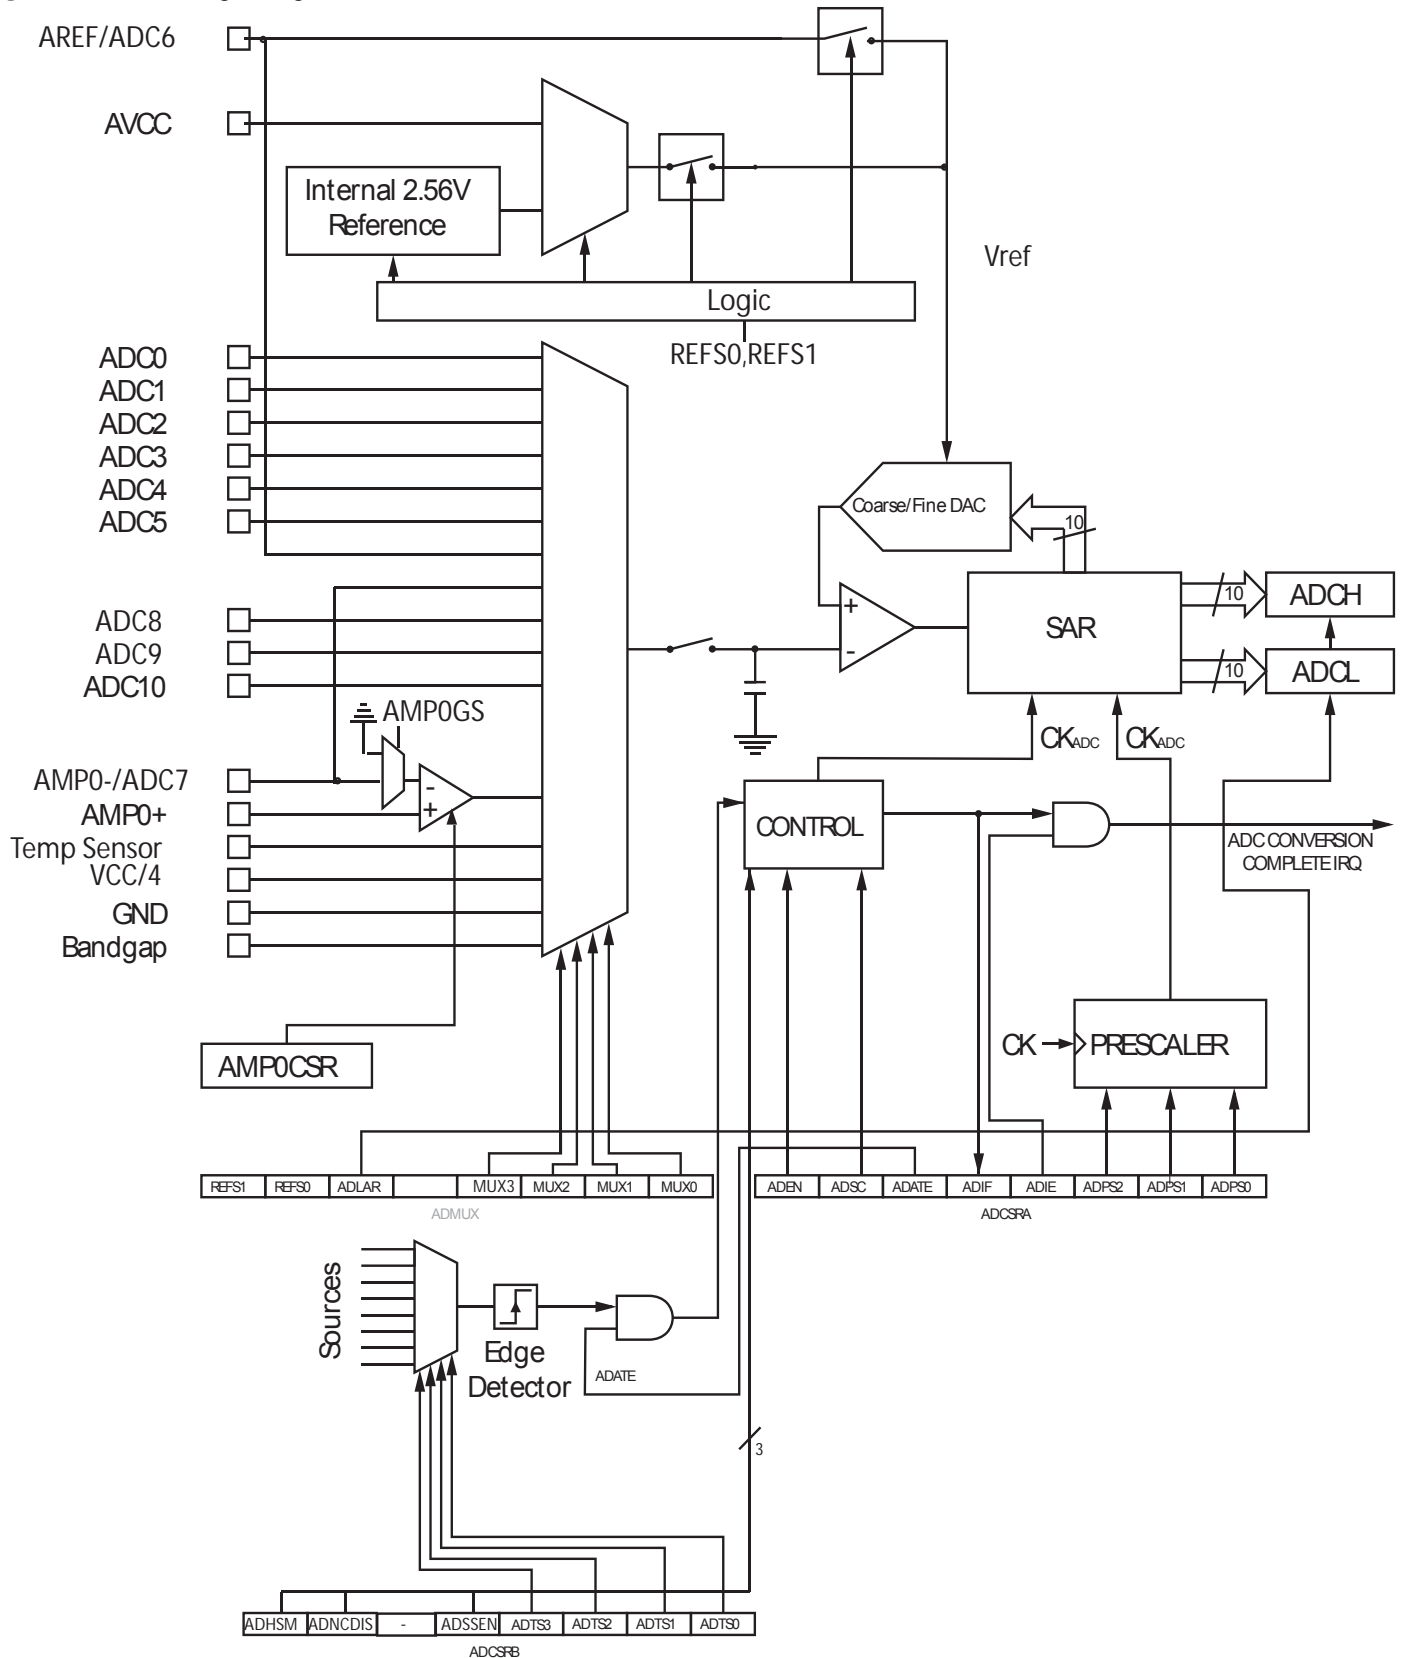 AREF/ADC6
AVCC
Internal 2.56V
Reference
Vref
Logic
REFS0,REFS1
ADC0
ADC1
ADC2
ADC3
ADC4
ADC5
Coarse/Fine DAC
10
ADC8
ADC9
ADC10
+
-
SAR
10
ADCH
10
ADCL
AMP0GS
CKADC
CKADC
AMP0-/ADC7
AMP0+
-
+
Temp Sensor
VCC/4
GND
Bandgap
CONTROL
ADC CONVERSION
COMPLETE IRQ
AMP0CSR
CK
PRESCALER
REFS1 REFS0 ADLAR MUX3 MUX2 MUX1 MUX0
ADMUX
ADEN ADSC ADATE ADIF ADIE ADPS2 ADPS1 ADPS0
ADCSRA
Sources
Edge
Detector
ADATE
3
ADHSM ADNCDIS - ADSSEN ADTS3 ADTS2 ADTS1 ADTS0
ADCSRB